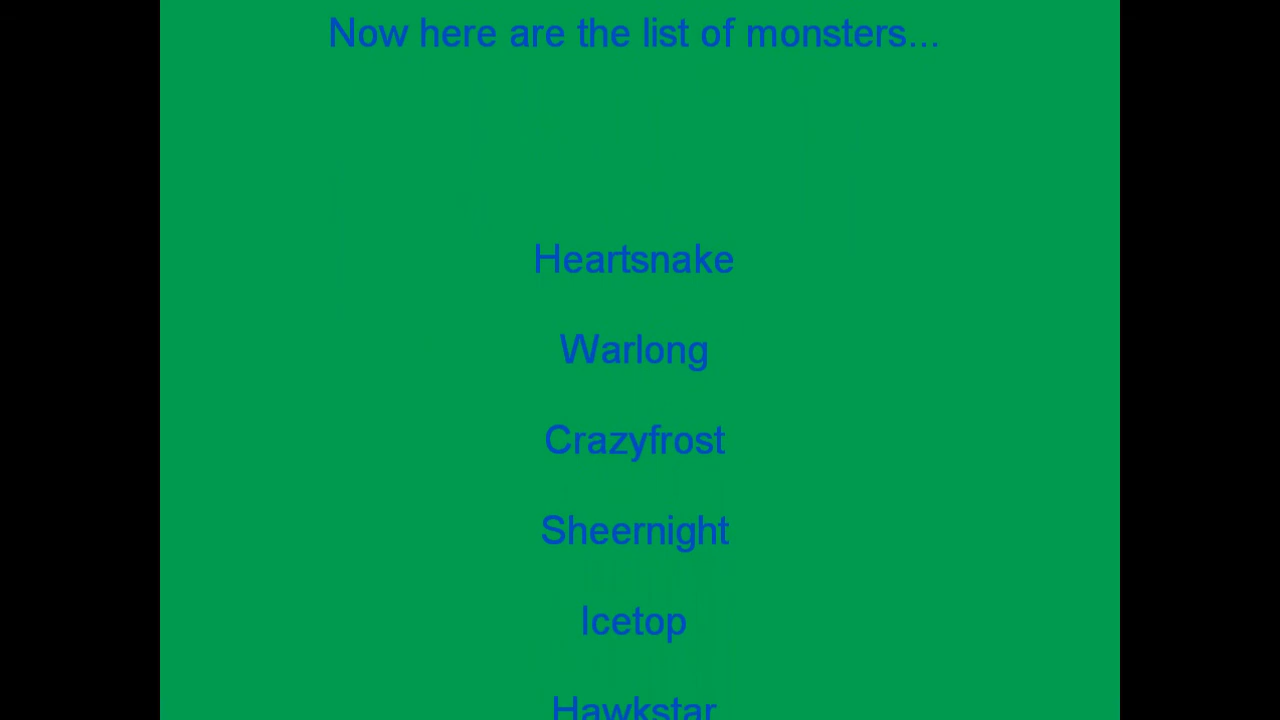 Now here are the list of monsters...
Heartsnake
Warlong
Crazyfrost
Sheernight
Icetop
Hawkstar